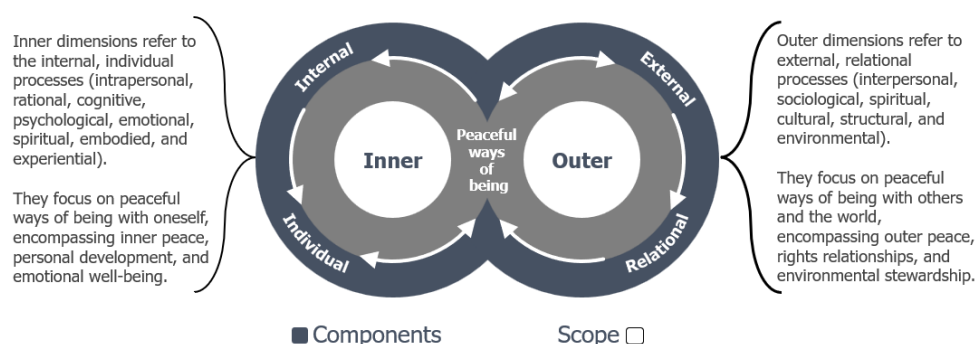 Inner dimensions refer to
the internal, individual
processes (intrapersonal,
rational, cognitive,
psychological, emotional,
spiritual, embodied, and
experiential).
They focus on peaceful
ways of being with oneself,
encompassing inner peace,
personal development, and
emotional well-being.
Internal
Individual
Inner
Peaceful
ways
of
being
Outer
External
Relational
Outer dimensions refer to
external, relational
processes (interpersonal,
sociological, spiritual,
cultural, structural, and
environmental).
They focus on peaceful
ways of being with others
and the world,
encompassing outer peace,
rights relationships, and
environmental stewardship.
Components
Scope